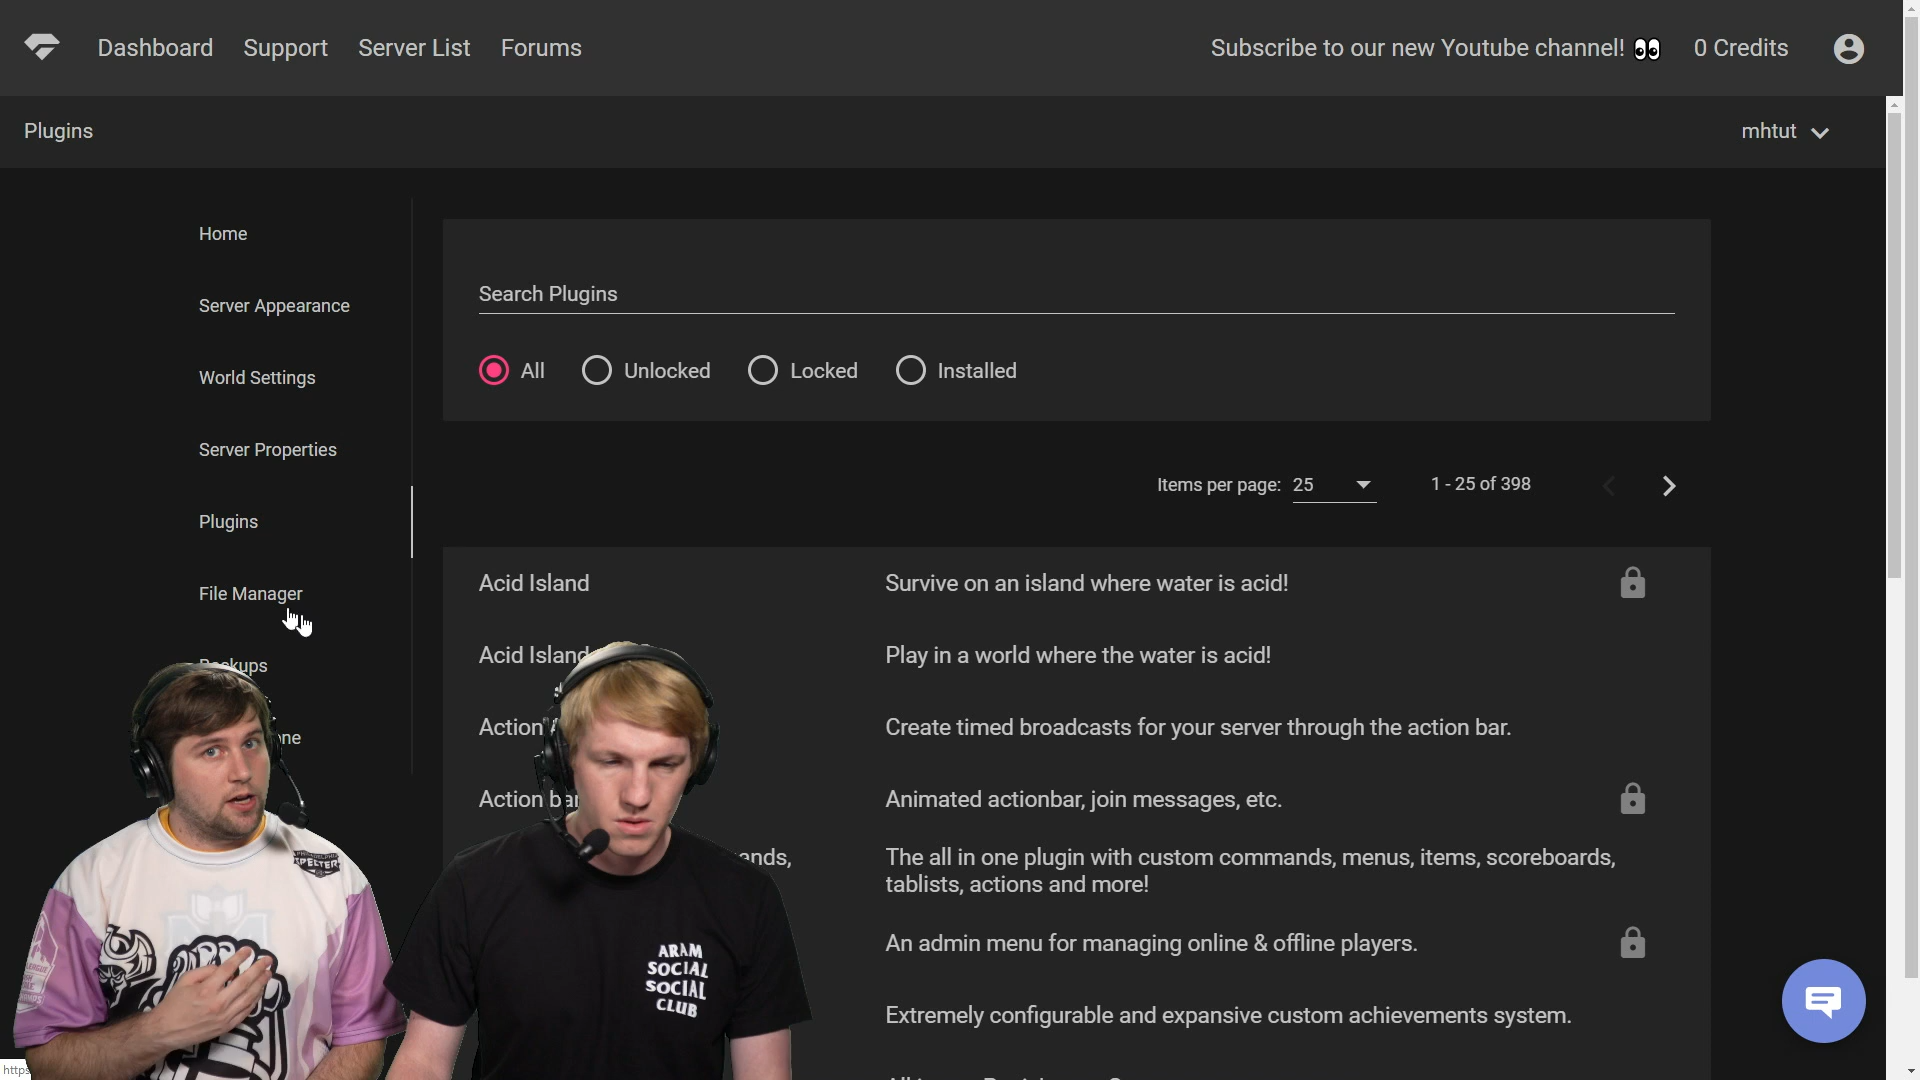 Dashboard Support Server List Forums Subscribe to our new Youtube channel! 0 Credits
Plugins mhtut
Home
Server Appearance
World Settings
Server Properties
Plugins
File Manager
Search Plugins
All Unlocked Locked Installed
Items per page: 25 1 - 25 of 398
Acid Island Survive on an island where water is acid!
Acid Island Play in a world where the water is acid!
Action Create timed broadcasts for your server through the action bar.
Action Animated actionbar, join messages, etc.
The all in one plugin with custom commands, menus, items, scoreboards,
tablists, actions and more!
An admin menu for managing online & offline players.
Extremely configurable and expansive custom achievements system.
ARAM
SOCIAL
SOCIAL
CLUB
https